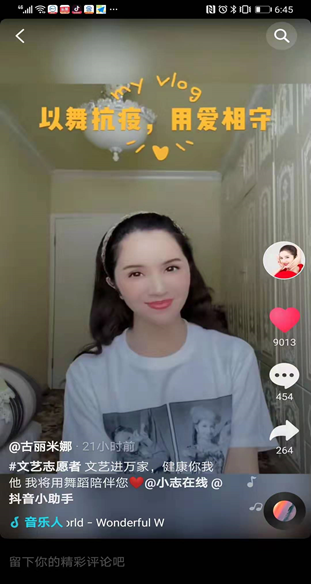 6:45
my vlog
以舞抗疫，用爱相守
9013
454
264
@古丽米娜 · 21小时前
#文艺志愿者 文艺进万家，健康你我
他 我将用舞蹈陪伴您❤@小志在线 @
抖音小助手
音乐人 orld - Wonderful W
留下你的精彩评论吧